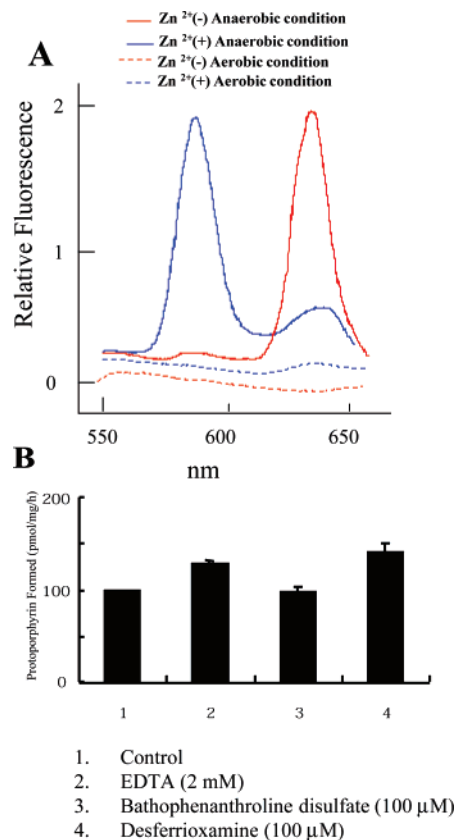 Zn 2+(-) Anaerobic condition
Zn 2+(+) Anaerobic condition
Zn 2+(-) Aerobic condition
Zn 2+(+) Aerobic condition
A
Relative Fluorescence
2
1
0
550
600
650
nm
B
Protoporphyrin Formed (pmol/mg/h)
200
100
0
1
2
3
4
1. Control
2. EDTA (2 mM)
3. Bathophenanthroline disulfate (100 μM)
4. Desferrioxamine (100 μM)